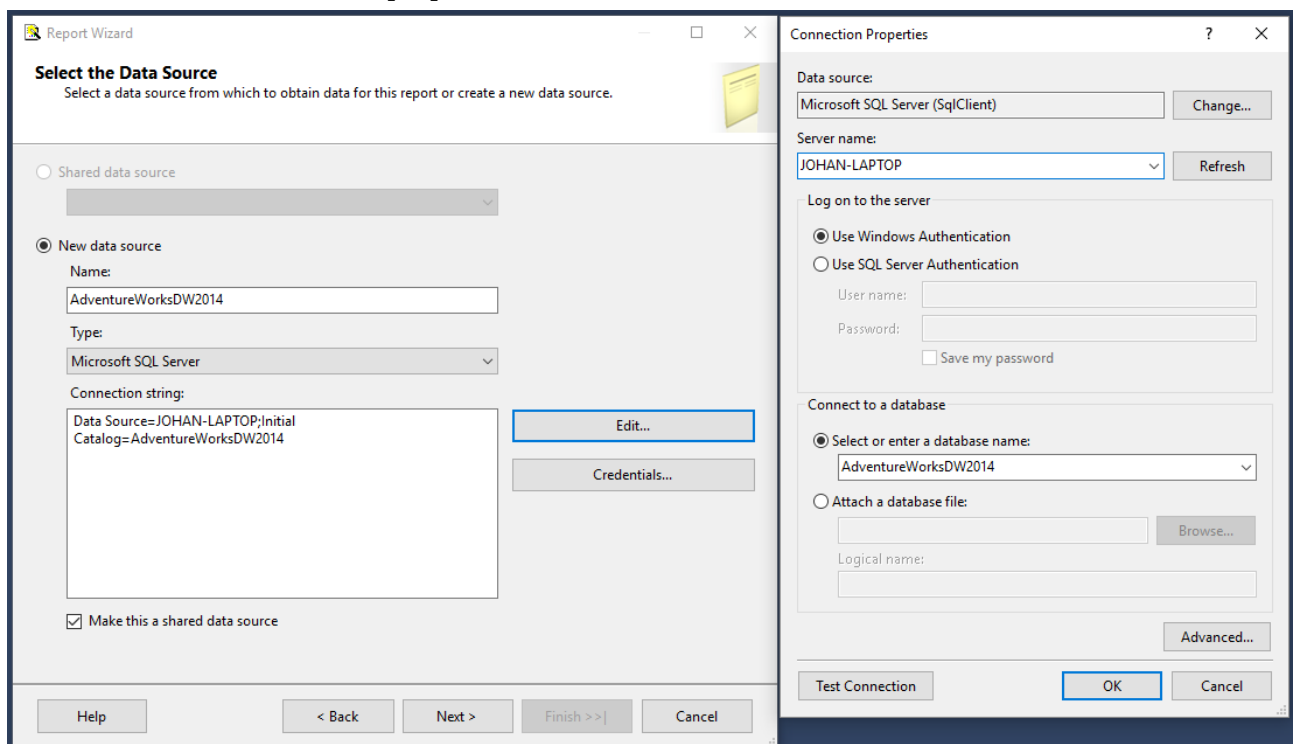 Report Wizard
Select the Data Source
Select a data source from which to obtain data for this report or create a new data source.
Shared data source
New data source
Name:
AdventureWorksDW2014
Type:
Microsoft SQL Server
Connection string:
Data Source=JOHAN-LAPTOP;Initial
Catalog=AdventureWorksDW2014
Edit...
Credentials...
Make this a shared data source
Help
< Back
Next >
Finish >>|
Cancel
Connection Properties
?
Data source:
Microsoft SQL Server (SqlClient)
Change...
Server name:
JOHAN-LAPTOP
Refresh
Log on to the server
Use Windows Authentication
Use SQL Server Authentication
User name:
Password:
Save my password
Connect to a database
Select or enter a database name:
AdventureWorksDW2014
Attach a database file:
Browse...
Logical name:
Advanced...
Test Connection
OK
Cancel